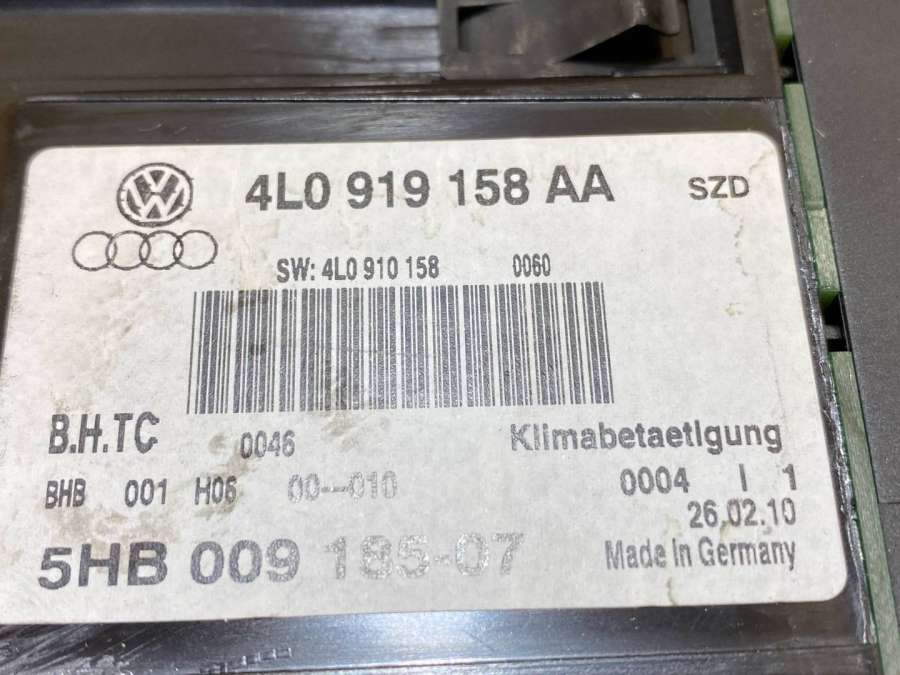 4L0 919 158 AA SZD
SW: 4L0 910 158 0060
B.H.TC 0046 Klimabetaetigung
BHB 001 H06 00---010 0004 I 1
26.02.10
5HB 009 185-07 Made in Germany